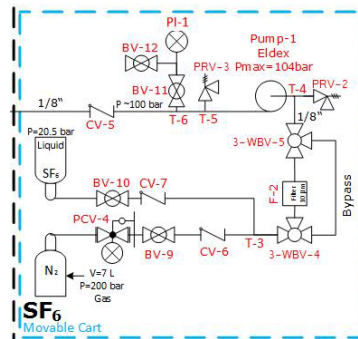 PI-1
BV-12
Pump-1
Eldex
Pmax=104bar
PRV-3
BV-11
T-4
PRV-2
1/8"
P ~100 bar
1/8"
CV-5
T-6
T-5
3-WBV-5
P=20.5 bar
Liquid
SF₆
BV-10
CV-7
F-2
Filter
10 µm
Bypass
PCV-4
T-3
3-WBV-4
BV-9
CV-6
N₂
V=7 L
P=200 bar
Gas
SF₆
Movable Cart